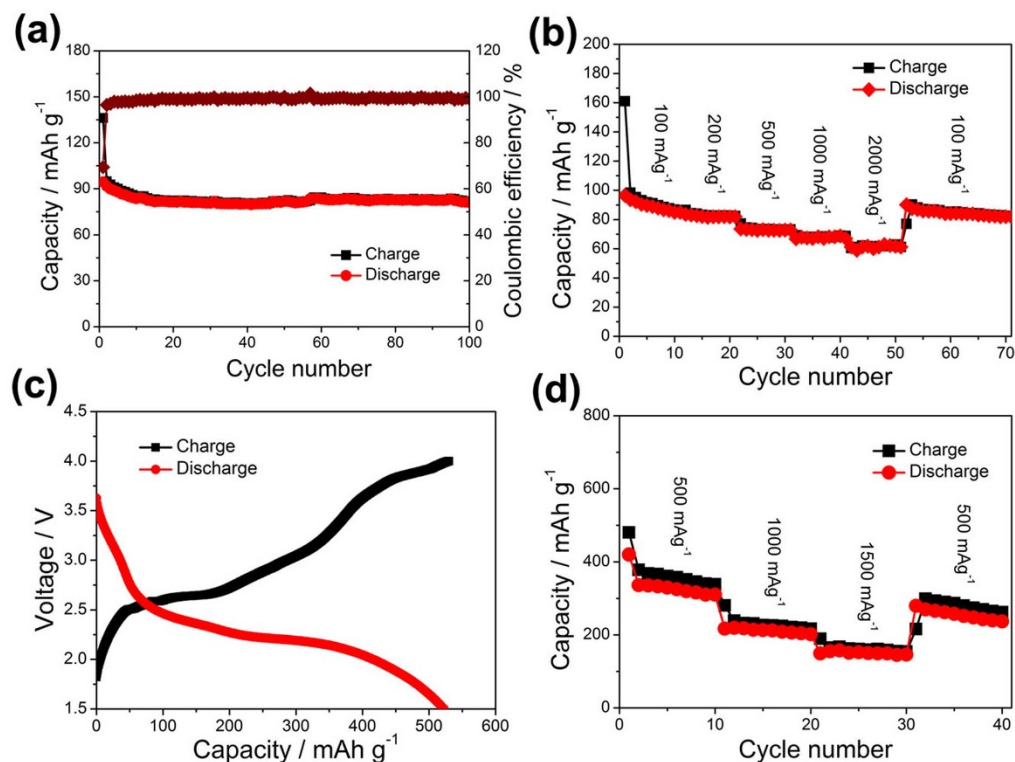 (a)
180
150
120
90
60
30
0
Capacity / mAh g-1
120
100
80
60
40
20
0
Coulombic efficiency / %
Charge
Discharge
0 20 40 60 80 100
Cycle number
(b)
200
180
160
140
120
100
80
60
40
20
0
Capacity / mAh g-1
Charge
Discharge
100 mAg-1
200 mAg-1
500 mAg-1
1000 mAg-1
2000 mAg-1
100 mAg-1
0 10 20 30 40 50 60 70
Cycle number
(c)
4.5
4.0
3.5
3.0
2.5
2.0
1.5
Voltage / V
Charge
Discharge
0 100 200 300 400 500 600
Capacity / mAh g-1
(d)
800
600
400
200
0
Capacity / mAh g-1
Charge
Discharge
500 mAg-1
1000 mAg-1
1500 mAg-1
500 mAg-1
0 10 20 30 40
Cycle number